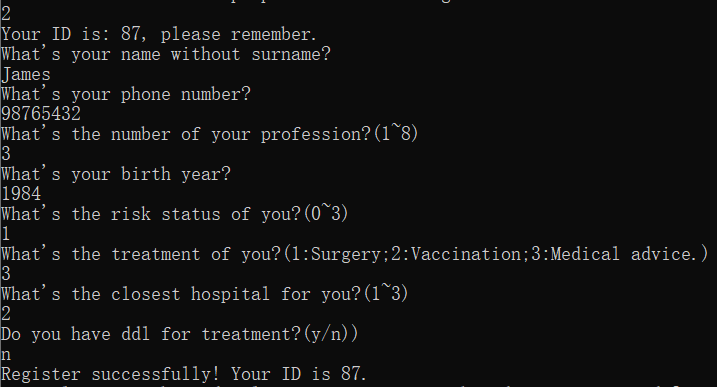 2
Your ID is: 87, please remember.
What's your name without surname?
James
What's your phone number?
98765432
What's the number of your profession?(1~8)
3
What's your birth year?
1984
What's the risk status of you?(0~3)
1
What's the treatment of you?(1:Surgery;2:Vaccination;3:Medical advice.)
3
What's the closest hospital for you?(1~3)
2
Do you have ddl for treatment?(y/n))
n
Register successfully! Your ID is 87.